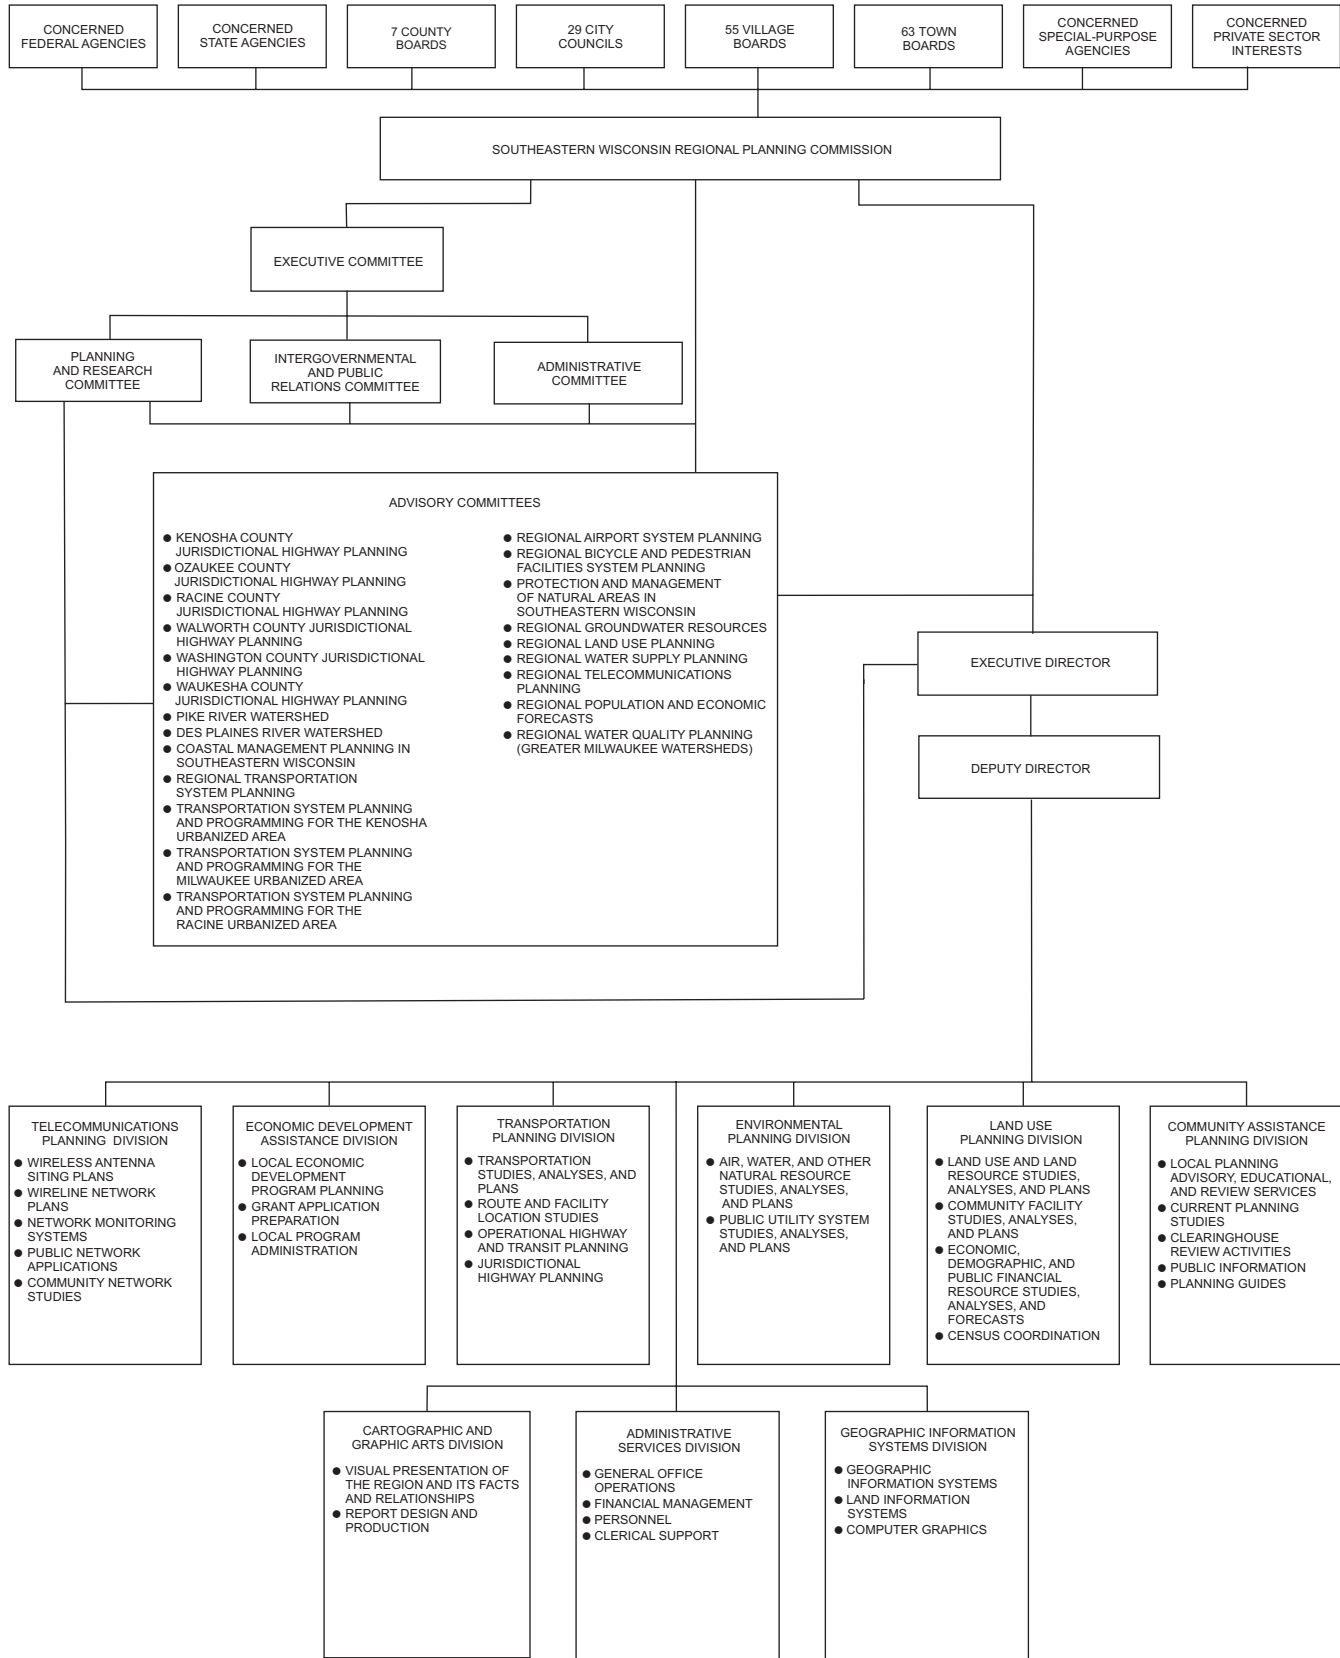 CONCERNED
FEDERAL AGENCIES
CONCERNED
STATE AGENCIES
7 COUNTY
BOARDS
29 CITY
COUNCILS
55 VILLAGE
BOARDS
63 TOWN
BOARDS
CONCERNED
SPECIAL-PURPOSE
AGENCIES
CONCERNED
PRIVATE SECTOR
INTERESTS
SOUTHEASTERN WISCONSIN REGIONAL PLANNING COMMISSION
EXECUTIVE COMMITTEE
PLANNING
AND RESEARCH
COMMITTEE
INTERGOVERNMENTAL
AND PUBLIC
RELATIONS COMMITTEE
ADMINISTRATIVE
COMMITTEE
ADVISORY COMMITTEES
● KENOSHA COUNTY
JURISDICTIONAL HIGHWAY PLANNING
● OZAUKEE COUNTY
JURISDICTIONAL HIGHWAY PLANNING
● RACINE COUNTY
JURISDICTIONAL HIGHWAY PLANNING
● WALWORTH COUNTY JURISDICTIONAL
HIGHWAY PLANNING
● WASHINGTON COUNTY JURISDICTIONAL
HIGHWAY PLANNING
● WAUKESHA COUNTY
JURISDICTIONAL HIGHWAY PLANNING
● PIKE RIVER WATERSHED
● DES PLAINES RIVER WATERSHED
● COASTAL MANAGEMENT PLANNING IN
SOUTHEASTERN WISCONSIN
● REGIONAL TRANSPORTATION
SYSTEM PLANNING
● TRANSPORTATION SYSTEM PLANNING
AND PROGRAMMING FOR THE KENOSHA
URBANIZED AREA
● TRANSPORTATION SYSTEM PLANNING
AND PROGRAMMING FOR THE
MILWAUKEE URBANIZED AREA
● TRANSPORTATION SYSTEM PLANNING
AND PROGRAMMING FOR THE
RACINE URBANIZED AREA
● REGIONAL AIRPORT SYSTEM PLANNING
● REGIONAL BICYCLE AND PEDESTRIAN
FACILITIES SYSTEM PLANNING
● PROTECTION AND MANAGEMENT
OF NATURAL AREAS IN
SOUTHEASTERN WISCONSIN
● REGIONAL GROUNDWATER RESOURCES
● REGIONAL LAND USE PLANNING
● REGIONAL WATER SUPPLY PLANNING
● REGIONAL TELECOMMUNICATIONS
PLANNING
● REGIONAL POPULATION AND ECONOMIC
FORECASTS
● REGIONAL WATER QUALITY PLANNING
(GREATER MILWAUKEE WATERSHEDS)
EXECUTIVE DIRECTOR
DEPUTY DIRECTOR
TELECOMMUNICATIONS
PLANNING DIVISION
● WIRELESS ANTENNA
SITING PLANS
● WIRELINE NETWORK
PLANS
● NETWORK MONITORING
SYSTEMS
● PUBLIC NETWORK
APPLICATIONS
● COMMUNITY NETWORK
STUDIES
ECONOMIC DEVELOPMENT
ASSISTANCE DIVISION
● LOCAL ECONOMIC
DEVELOPMENT
PROGRAM PLANNING
● GRANT APPLICATION
PREPARATION
● LOCAL PROGRAM
ADMINISTRATION
TRANSPORTATION
PLANNING DIVISION
● TRANSPORTATION
STUDIES, ANALYSES, AND
PLANS
● ROUTE AND FACILITY
LOCATION STUDIES
● OPERATIONAL HIGHWAY
AND TRANSIT PLANNING
● JURISDICTIONAL
HIGHWAY PLANNING
ENVIRONMENTAL
PLANNING DIVISION
● AIR, WATER, AND OTHER
NATURAL RESOURCE
STUDIES, ANALYSES,
AND PLANS
● PUBLIC UTILITY SYSTEM
STUDIES, ANALYSES,
AND PLANS
LAND USE
PLANNING DIVISION
● LAND USE AND LAND
RESOURCE STUDIES,
ANALYSES, AND PLANS
● COMMUNITY FACILITY
STUDIES, ANALYSES,
AND PLANS
● ECONOMIC,
DEMOGRAPHIC, AND
PUBLIC FINANCIAL
RESOURCE STUDIES,
ANALYSES, AND
FORECASTS
● CENSUS COORDINATION
COMMUNITY ASSISTANCE
PLANNING DIVISION
● LOCAL PLANNING
ADVISORY, EDUCATIONAL,
AND REVIEW SERVICES
● CURRENT PLANNING
STUDIES
● CLEARINGHOUSE
REVIEW ACTIVITIES
● PUBLIC INFORMATION
● PLANNING GUIDES
CARTOGRAPHIC AND
GRAPHIC ARTS DIVISION
● VISUAL PRESENTATION OF
THE REGION AND ITS FACTS
AND RELATIONSHIPS
● REPORT DESIGN AND
PRODUCTION
ADMINISTRATIVE
SERVICES DIVISION
● GENERAL OFFICE
OPERATIONS
● FINANCIAL MANAGEMENT
● PERSONNEL
● CLERICAL SUPPORT
GEOGRAPHIC INFORMATION
SYSTEMS DIVISION
● GEOGRAPHIC
INFORMATION SYSTEMS
● LAND INFORMATION
SYSTEMS
● COMPUTER GRAPHICS